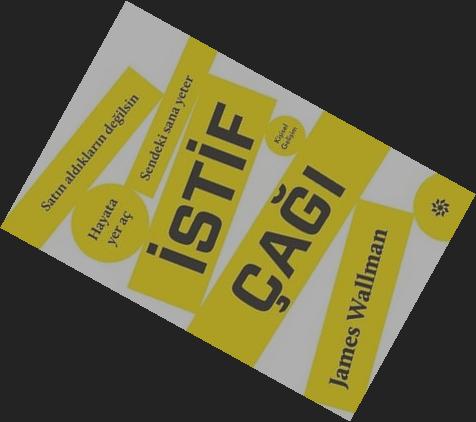 Satın aldıkların değilsin
Sendeki sana yeter
Hayata
yer aç
İSTİF
Kişisel
Gelişim
ÇAĞI
James Wallman